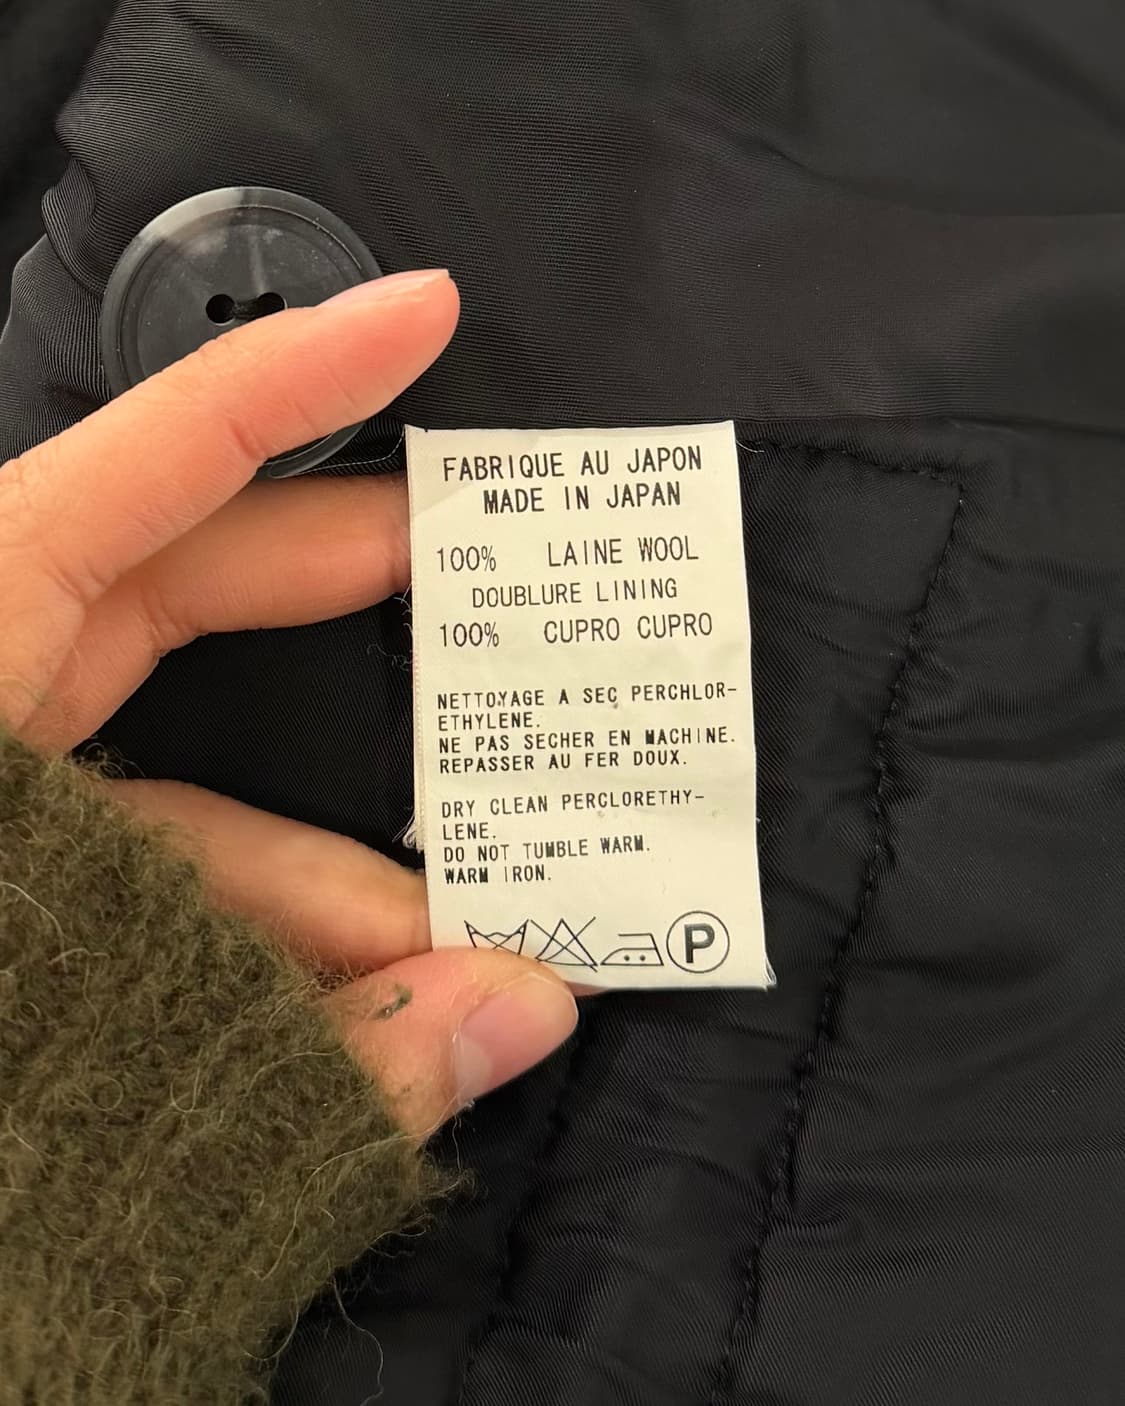 FABRIQUE AU JAPON
MADE IN JAPAN
100% LAINE WOOL
DOUBLURE LINING
100% CUPRO CUPRO
NETTOYAGE A SEC PERCHLOR-
ETHYLENE.
NE PAS SECHER EN MACHINE.
REPASSER AU FER DOUX.
DRY CLEAN PERCLORETHY-
LENE.
DO NOT TUMBLE WARM.
WARM IRON.
P